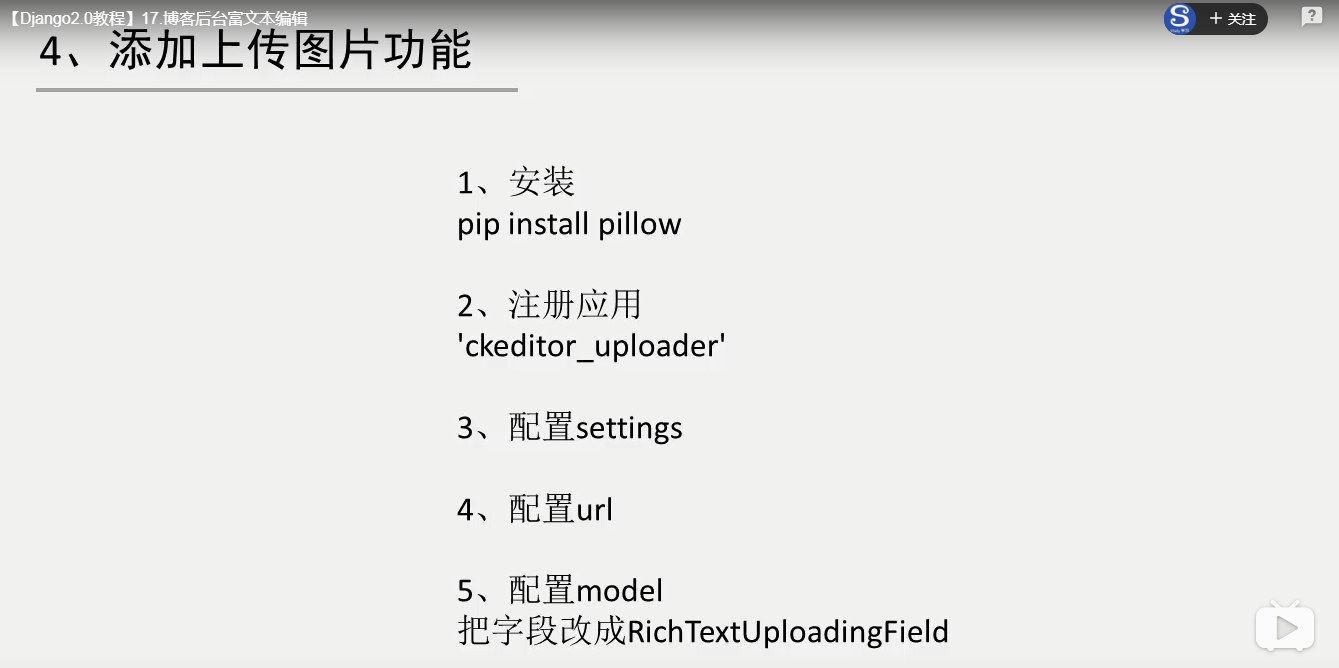 【Django2.0教程】17.博客后台富文本编辑
+ 关注
4、添加上传图片功能
1、安装
pip install pillow
2、注册应用
'ckeditor_uploader'
3、配置settings
4、配置url
5、配置model
把字段改成RichTextUploadingField